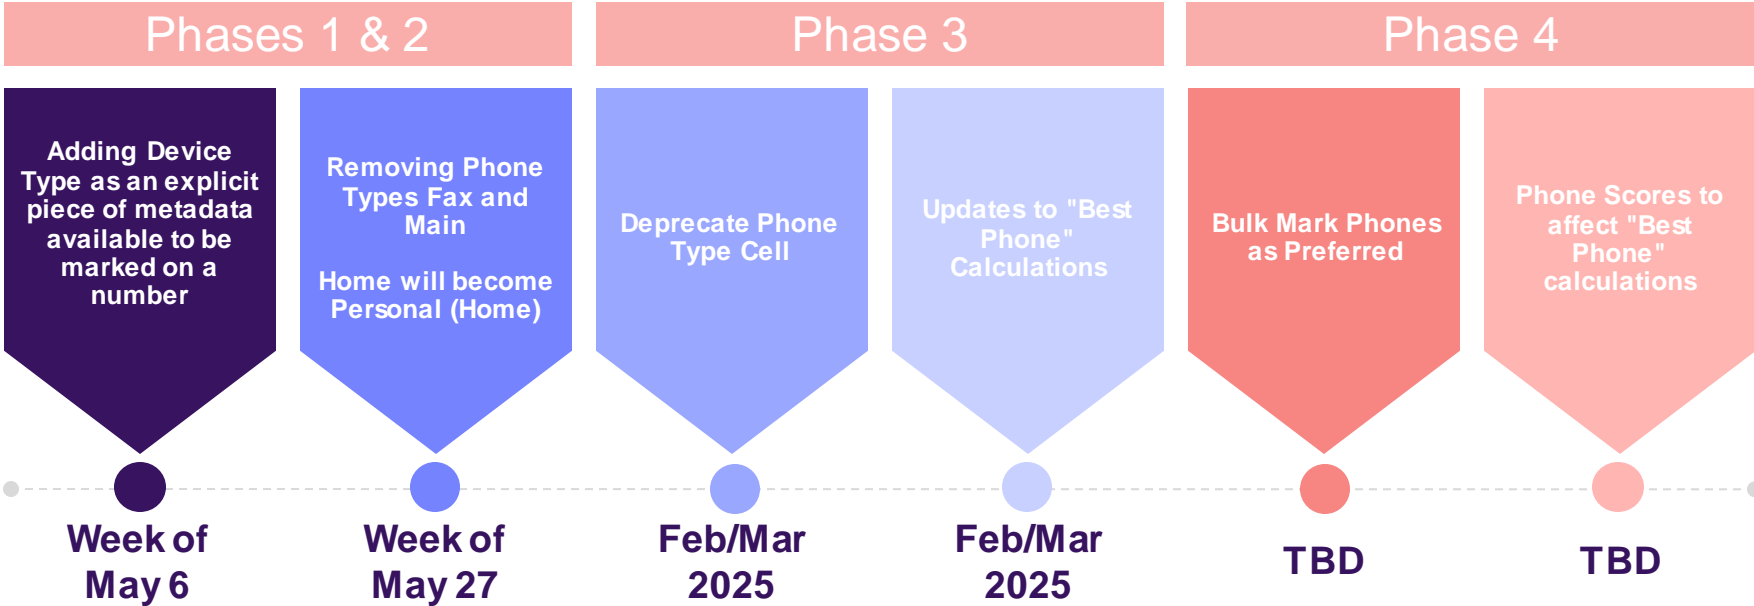 Phases 1 & 2
Phase 3
Phase 4
Adding Device
Type as an explicit
piece of metadata
available to be
marked on a
number
Removing Phone
Types Fax and
Main
Home will become
Personal (Home)
Deprecate Phone
Type Cell
Updates to "Best
Phone"
Calculations
Bulk Mark Phones
as Preferred
Phone Scores to
affect "Best
Phone"
calculations
Week of
May 6
Week of
May 27
Feb/Mar
2025
Feb/Mar
2025
TBD
TBD